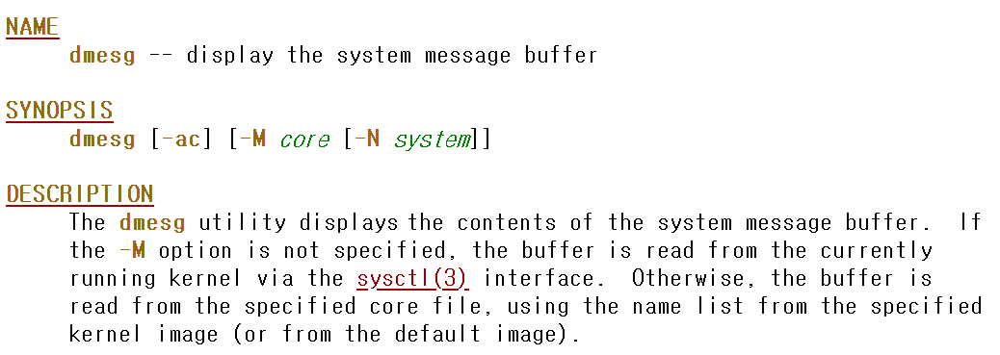 NAME
dmesg -- display the system message buffer
SYNOPSIS
dmesg [-ac] [-M core [-N system]]
DESCRIPTION
The dmesg utility displays the contents of the system message buffer.  If
the -M option is not specified, the buffer is read from the currently
running kernel via the sysctl(3) interface.  Otherwise, the buffer is
read from the specified core file, using the name list from the specified
kernel image (or from the default image).